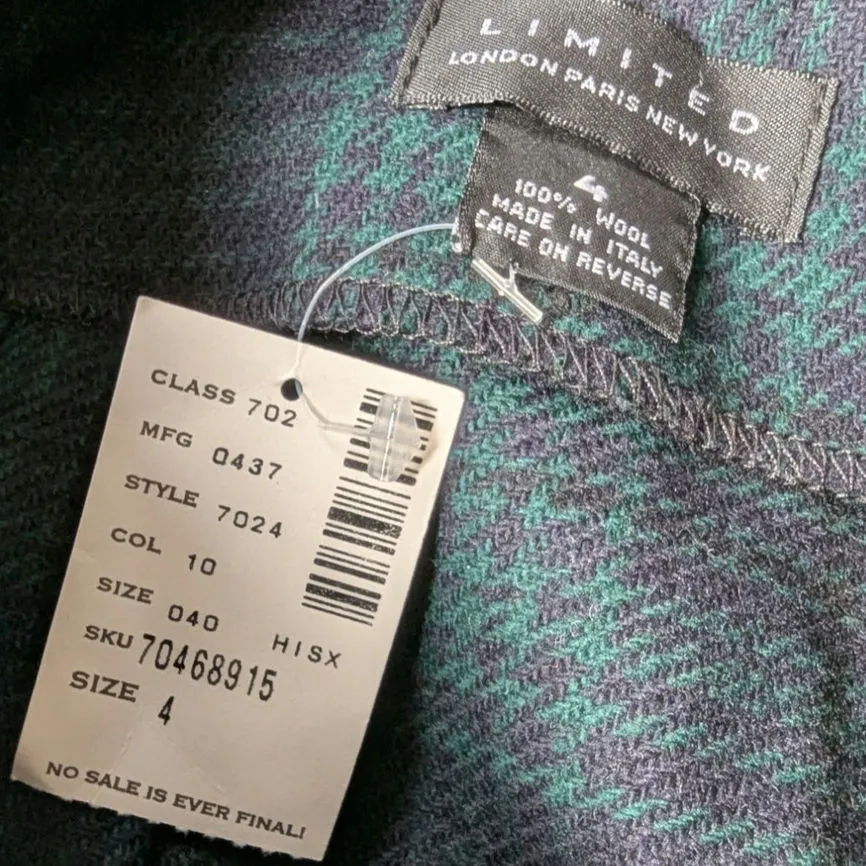 LIMITED
LONDON PARIS NEW YORK
4
100% WOOL
MADE IN ITALY
CARE ON REVERSE
CLASS 702
MFG 0437
STYLE 7024
COL 10
SIZE 040
HISX
SKU 70468915
SIZE 4
NO SALE IS EVER FINAL!